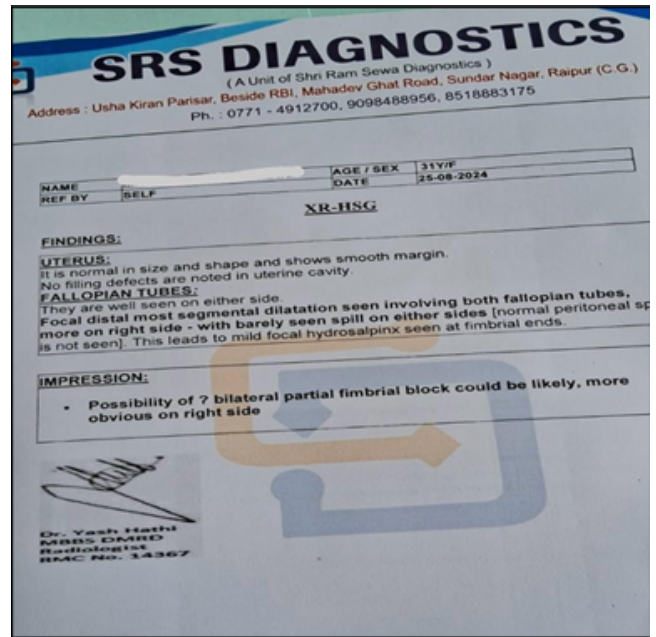 SRS DIAGNOSTICS
( A Unit of Shri Ram Sewa Diagnostics )
Address : Usha Kiran Parisar, Beside RBI, Mahadev Ghat Road, Sundar Nagar, Raipur (C.G.)
Ph. : 0771 - 4912700, 9098488956, 8518883175
NAME AGE / SEX 31Y/F
REF BY SELF DATE 25-08-2024
XR-HSG
FINDINGS:
UTERUS:
It is normal in size and shape and shows smooth margin.
No filling defects are noted in uterine cavity.
FALLOPIAN TUBES:
They are well seen on either side.
Focal distal most segmental dilatation seen involving both fallopian tubes,
more on right side - with barely seen spill on either sides [normal peritoneal sp
is not seen]. This leads to mild focal hydrosalpinx seen at fimbrial ends.
IMPRESSION:
• Possibility of ? bilateral partial fimbrial block could be likely, more
obvious on right side
Dr. Yash Hathi
MBBS DMRD
Radiologist
RMC No. 14367